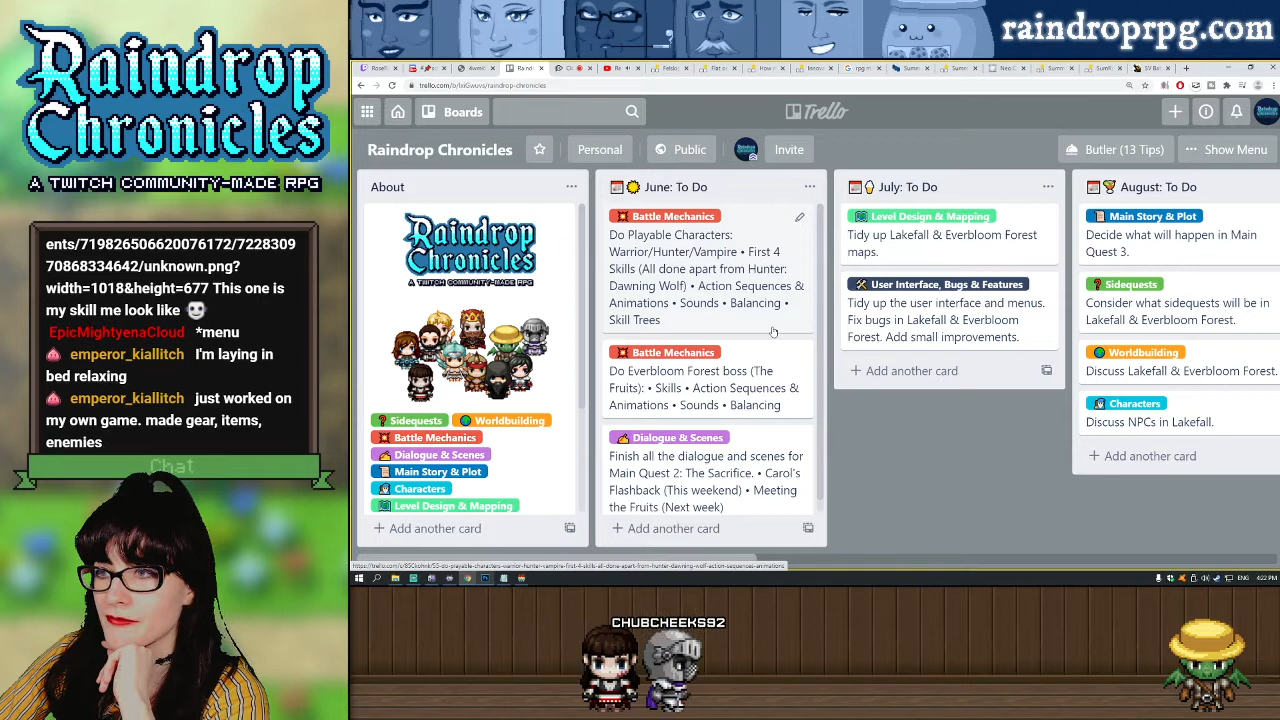 Raindrop
Chronicles
A TWITCH COMMUNITY-MADE RPG
ents/719826506620076172/7228309
70868334642/unknown.png?
width=1018&height=677 This one is
my skill me look like
EpicMightyenaCloud *menu
emperor_kiallitch I'm laying in
bed relaxing
emperor_kiallitch just worked on
my own game. made gear, items,
enemies
Chat
raindroprpg.com
trello.com/b/lxiGwuvs/raindrop-chronicles
Boards
Trello
Raindrop Chronicles
Personal
Public
Invite
Butler (13 Tips)
Show Menu
About
Raindrop
Chronicles
A TWITCH COMMUNITY-MADE RPG
Sidequests
Worldbuilding
Battle Mechanics
Dialogue & Scenes
Main Story & Plot
Characters
Level Design & Mapping
Add another card
June: To Do
Battle Mechanics
Do Playable Characters:
Warrior/Hunter/Vampire • First 4
Skills (All done apart from Hunter:
Dawning Wolf) • Action Sequences &
Animations • Sounds • Balancing •
Skill Trees
Battle Mechanics
Do Everbloom Forest boss (The
Fruits): • Skills • Action Sequences &
Animations • Sounds • Balancing
Dialogue & Scenes
Finish all the dialogue and scenes for
Main Quest 2: The Sacrifice. • Carol's
Flashback (This weekend) • Meeting
the Fruits (Next week)
Add another card
July: To Do
Level Design & Mapping
Tidy up Lakefall & Everbloom Forest
maps.
User Interface, Bugs & Features
Tidy up the user interface and menus.
Fix bugs in Lakefall & Everbloom
Forest. Add small improvements.
Add another card
August: To Do
Main Story & Plot
Decide what will happen in Main
Quest 3.
Sidequests
Consider what sidequests will be in
Lakefall & Everbloom Forest.
Worldbuilding
Discuss Lakefall & Everbloom Forest.
Characters
Discuss NPCs in Lakefall.
Add another card
ENG
4:22 PM
CHUBCHEEKS92